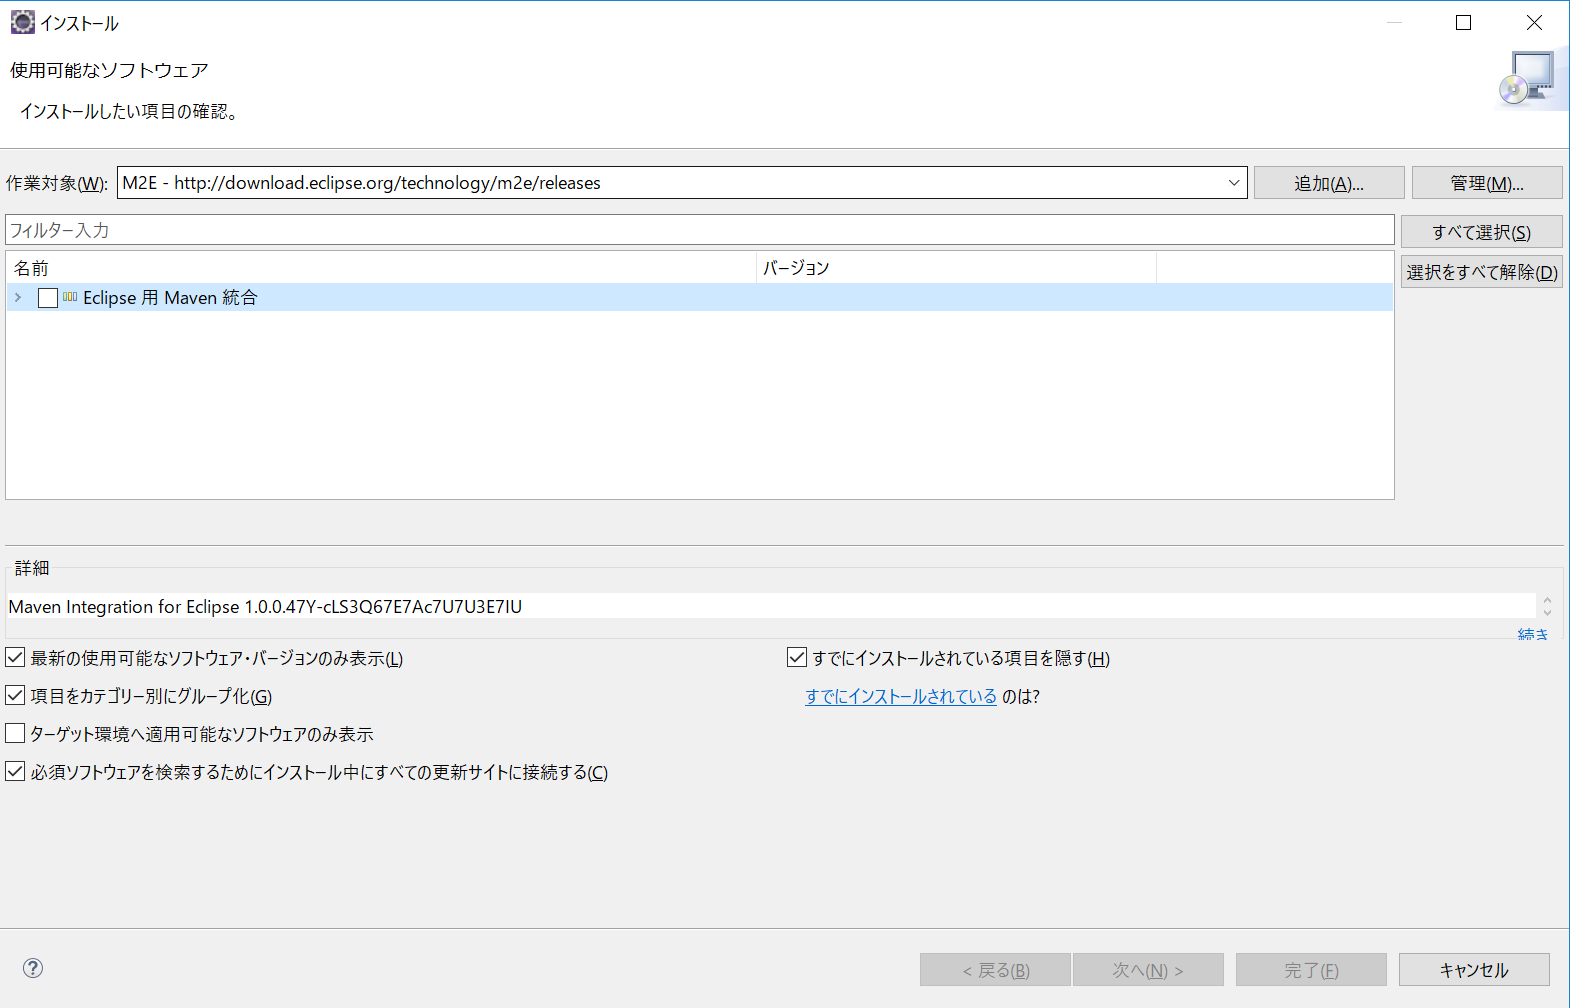 インストール
使用可能なソフトウェア
インストールしたい項目の確認。
作業対象(W): M2E - http://download.eclipse.org/technology/m2e/releases 追加(A)... 管理(M)...
フィルター入力 すべて選択(S)
名前 バージョン 選択をすべて解除(D)
Eclipse 用 Maven 統合
詳細
Maven Integration for Eclipse 1.0.0.47Y-cLS3Q67E7Ac7U7U3E7IU
続き
最新の使用可能なソフトウェア・バージョンのみ表示(L) すでにインストールされている項目を隠す(H)
項目をカテゴリー別にグループ化(G) すでにインストールされている のは?
ターゲット環境へ適用可能なソフトウェアのみ表示
必須ソフトウェアを検索するためにインストール中にすべての更新サイトに接続する(C)
? < 戻る(B) 次へ(N) > 完了(F) キャンセル